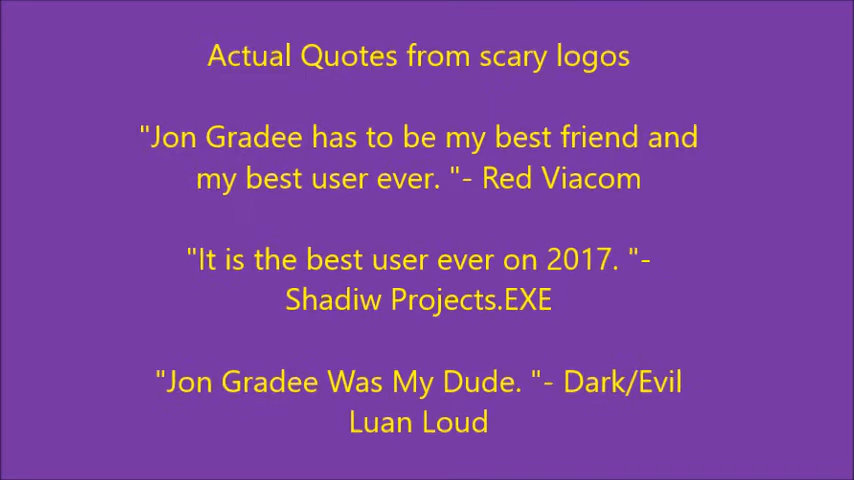 Actual Quotes from scary logos
"Jon Gradee has to be my best friend and
my best user ever. "- Red Viacom
"It is the best user ever on 2017. "-
Shadiw Projects.EXE
"Jon Gradee Was My Dude. "- Dark/Evil
Luan Loud